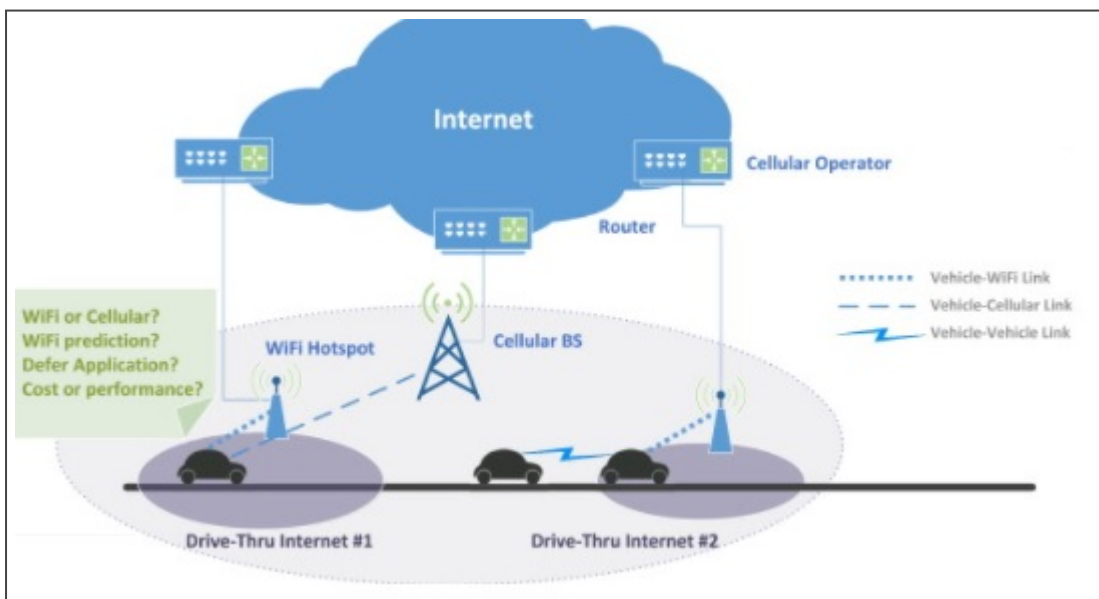 Internet
Cellular Operator
Router
Vehicle-WiFi Link
Vehicle-Cellular Link
Vehicle-Vehicle Link
WiFi or Cellular?
WiFi prediction?
Defer Application?
Cost or performance?
WiFi Hotspot
Cellular BS
Drive-Thru Internet #1
Drive-Thru Internet #2